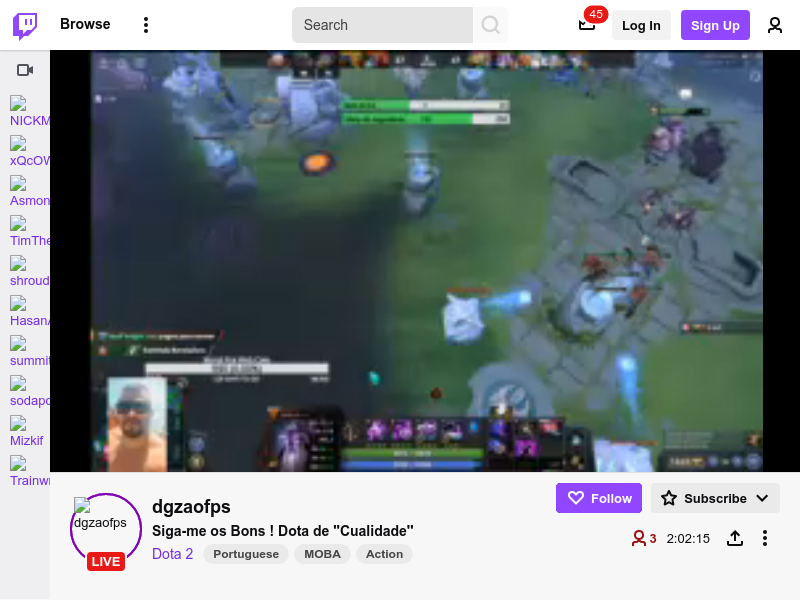 Browse
Search
45
Log In
Sign Up
NICKM
xQcOW
Asmon
TimThe
shroud
HasanA
summit
sodapo
Mizkif
Trainw
dgzaofps
LIVE
dgzaofps
Siga-me os Bons ! Dota de "Cualidade"
Dota 2
Portuguese
MOBA
Action
Follow
Subscribe
3
2:02:15